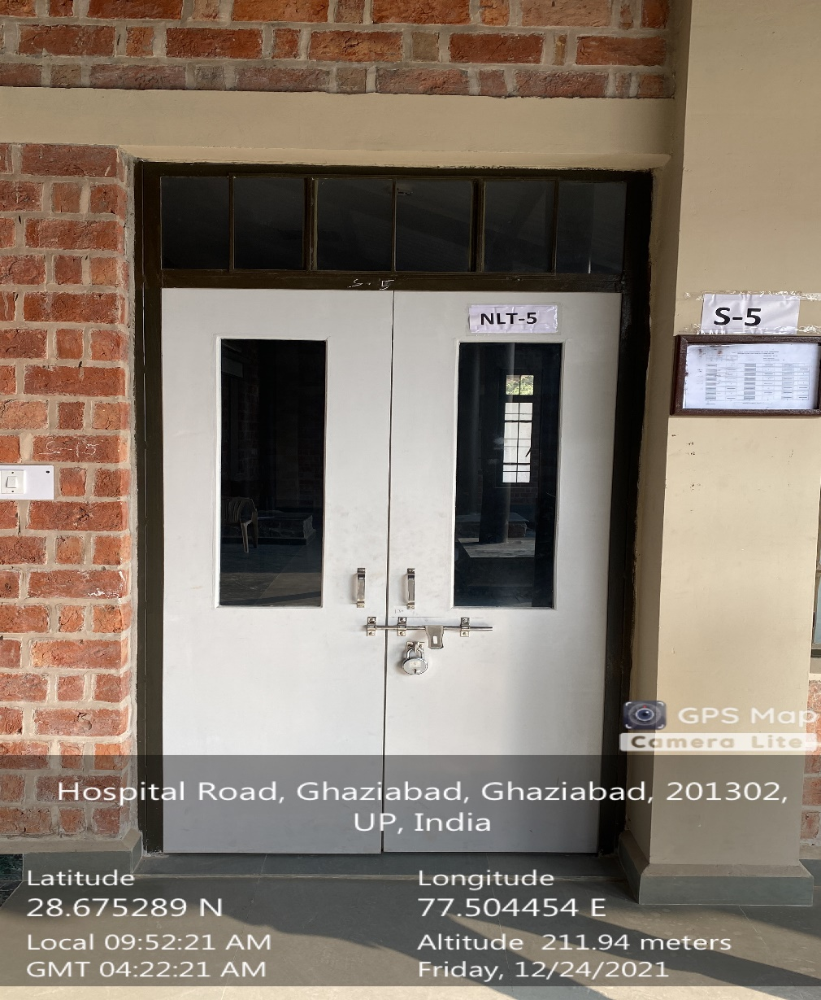 S-5
NLT-5
S-5
S-15
GPS Map
Camera Lite
Hospital Road, Ghaziabad, Ghaziabad, 201302,
UP, India
Latitude
28.675289 N
Longitude
77.504454 E
Local 09:52:21 AM
GMT 04:22:21 AM
Altitude 211.94 meters
Friday, 12/24/2021